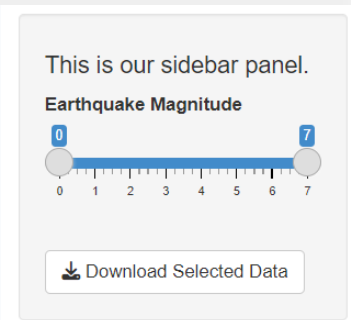 This is our sidebar panel.
Earthquake Magnitude
0 7
0 1 2 3 4 5 6 7
Download Selected Data